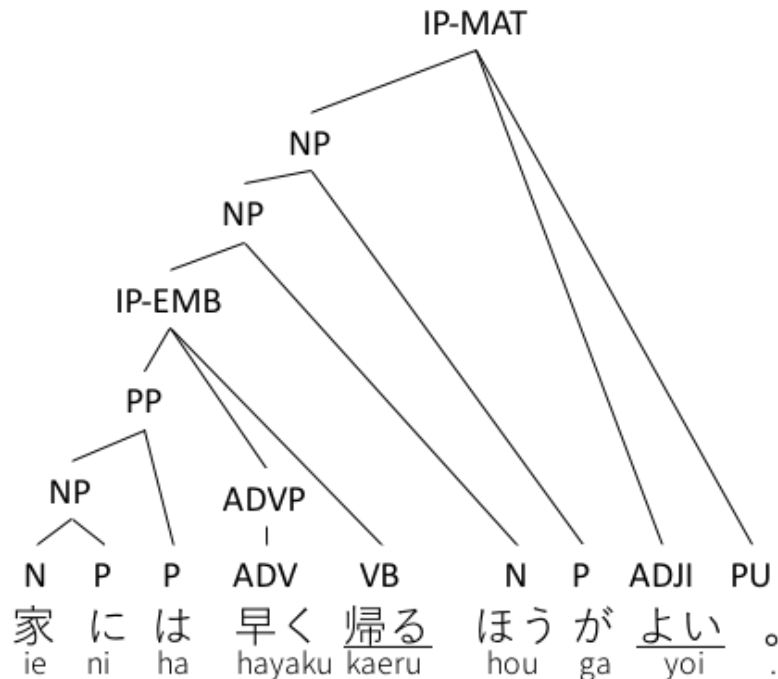 IP-MAT
NP
NP
IP-EMB
PP
NP ADVP
N P P ADV VB N P ADJI PU
家 に は 早く 帰る ほう が よい 。
ie ni ha hayaku kaeru hou ga yoi .